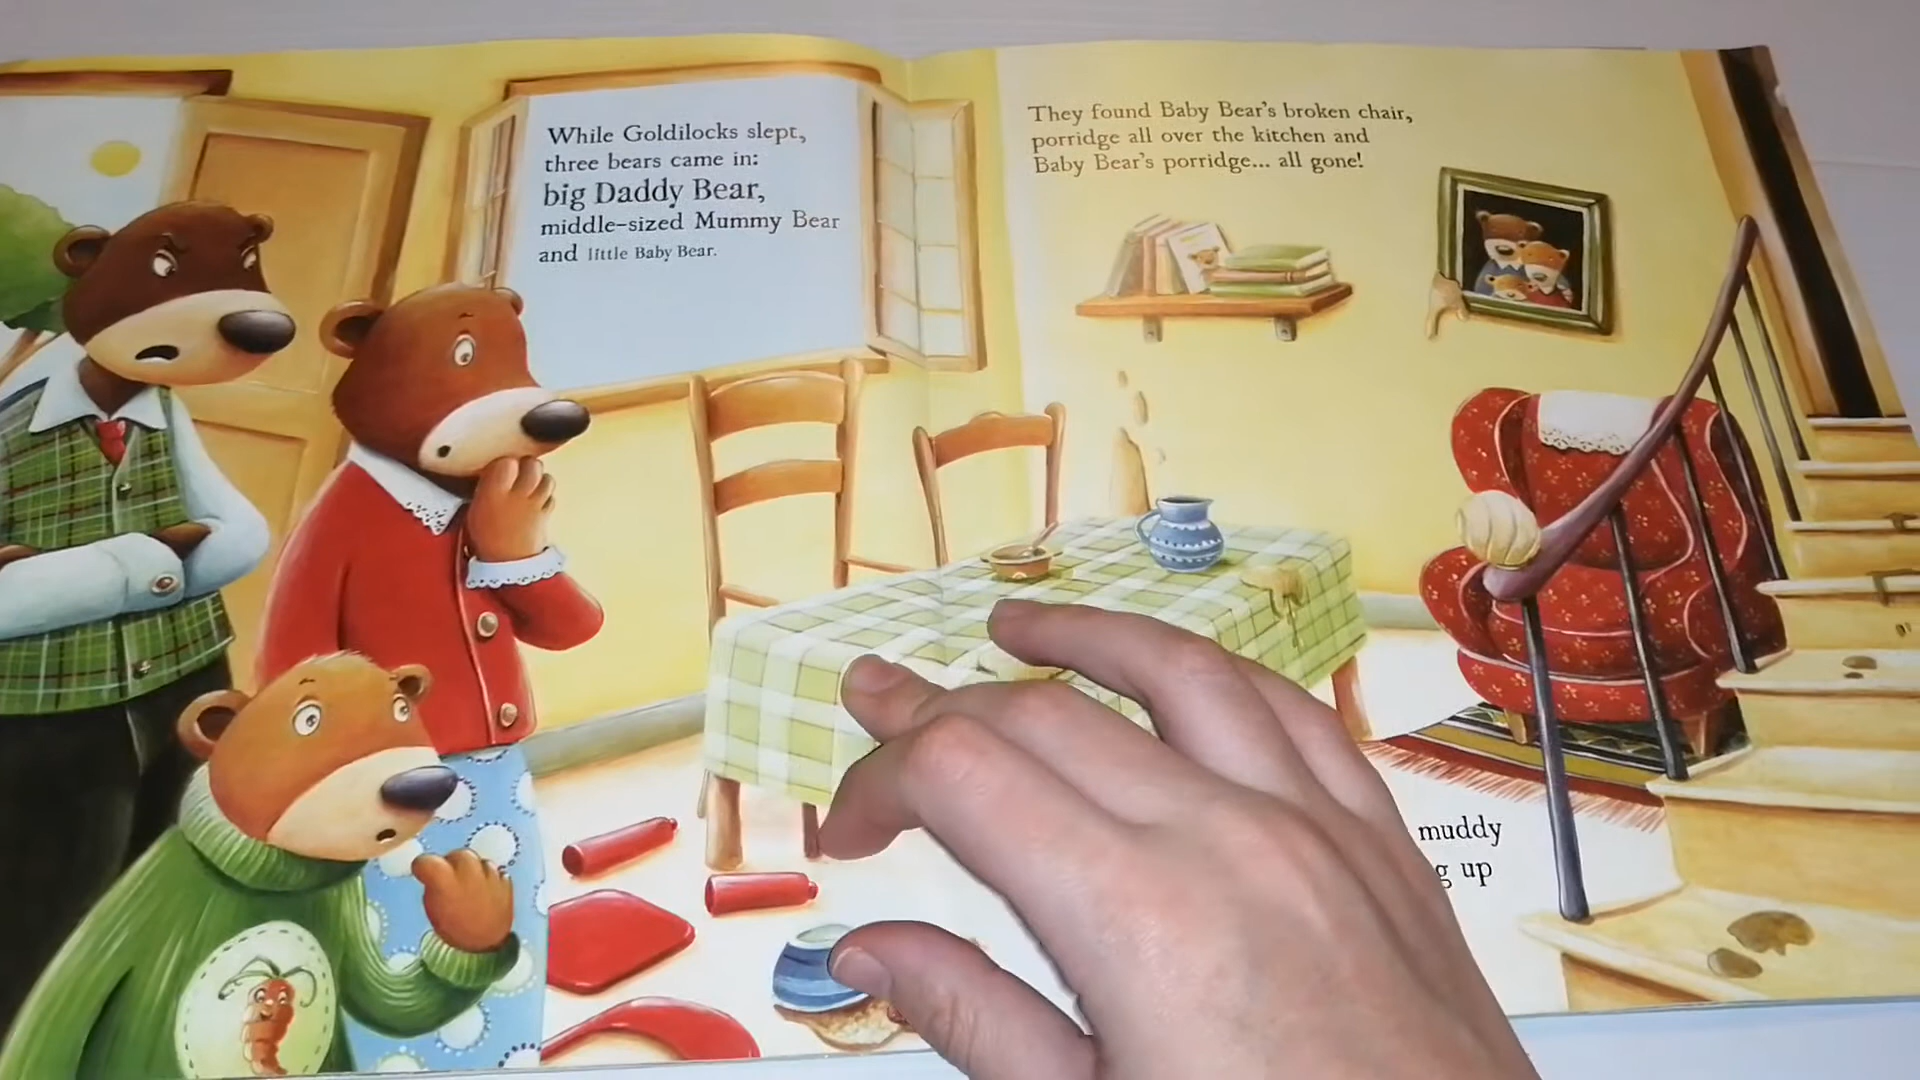 While Goldilocks slept,
three bears came in:
big Daddy Bear,
middle-sized Mummy Bear
and little Baby Bear.
They found Baby Bear's broken chair,
porridge all over the kitchen and
Baby Bear's porridge... all gone!
muddy
up